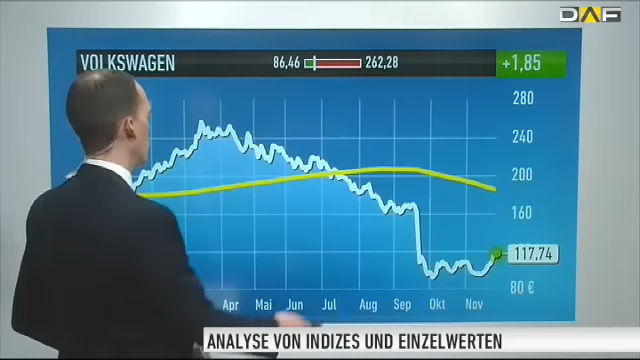 DAF
VOLKSWAGEN 86,46 262,28 +1,85
280
240
200
160
117,74
80 €
Apr Mai Jun Jul Aug Sep Okt Nov
ANALYSE VON INDIZES UND EINZELWERTEN